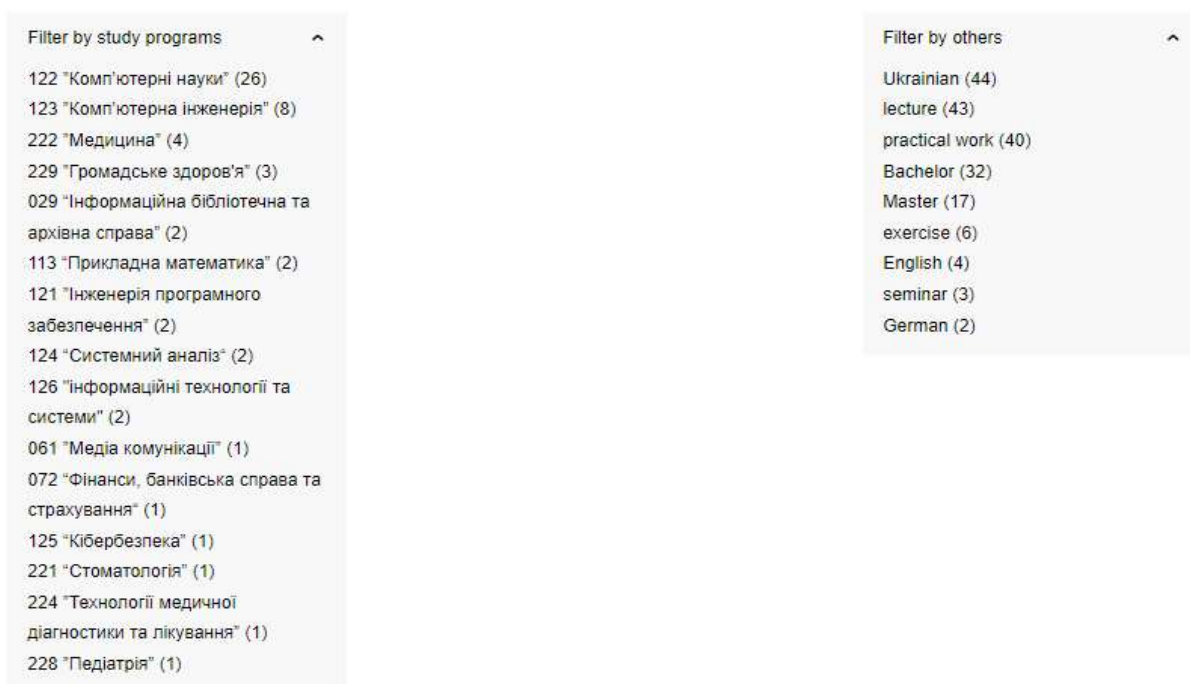 Filter by study programs
122 "Комп'ютерні науки" (26)
123 "Комп'ютерна інженерія" (8)
222 "Медицина" (4)
229 "Громадське здоров'я" (3)
029 “Інформаційна бібліотечна та
архівна справа” (2)
113 “Прикладна математика” (2)
121 "Інженерія програмного
забезпечення" (2)
124 “Системний аналіз“ (2)
126 "інформаційні технології та
системи" (2)
061 "Медіа комунікації" (1)
072 “Фінанси, банківська справа та
страхування“ (1)
125 “Кібербезпека” (1)
221 “Стоматологія” (1)
224 "Технології медичної
діагностики та лікування" (1)
228 "Педіатрія" (1)
Filter by others
Ukrainian (44)
lecture (43)
practical work (40)
Bachelor (32)
Master (17)
exercise (6)
English (4)
seminar (3)
German (2)